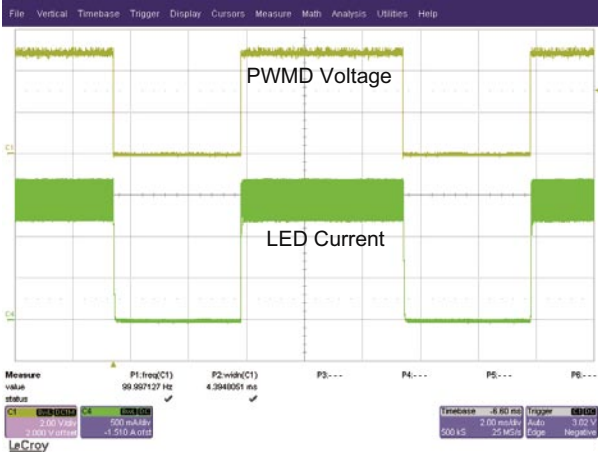 File Vertical Timebase Trigger Display Cursors Measure Math Analysis Utilities Help
PWMD Voltage
C1
LED Current
C4
Measure P1:freq(C1) P2:widn(C1) P3:- - - P4:- - - P5:- - - P6:- - -
value 99.997127 Hz 4.3948051 ms
status
C1 C4 Timebase -6.60 ms Trigger
2.00 V/div 500 mA/div 2.00 ms/div Auto 3.02 V
2.000 V offset -1.510 A ofst 500 kS 25 MS/s Edge Negative
LeCroy